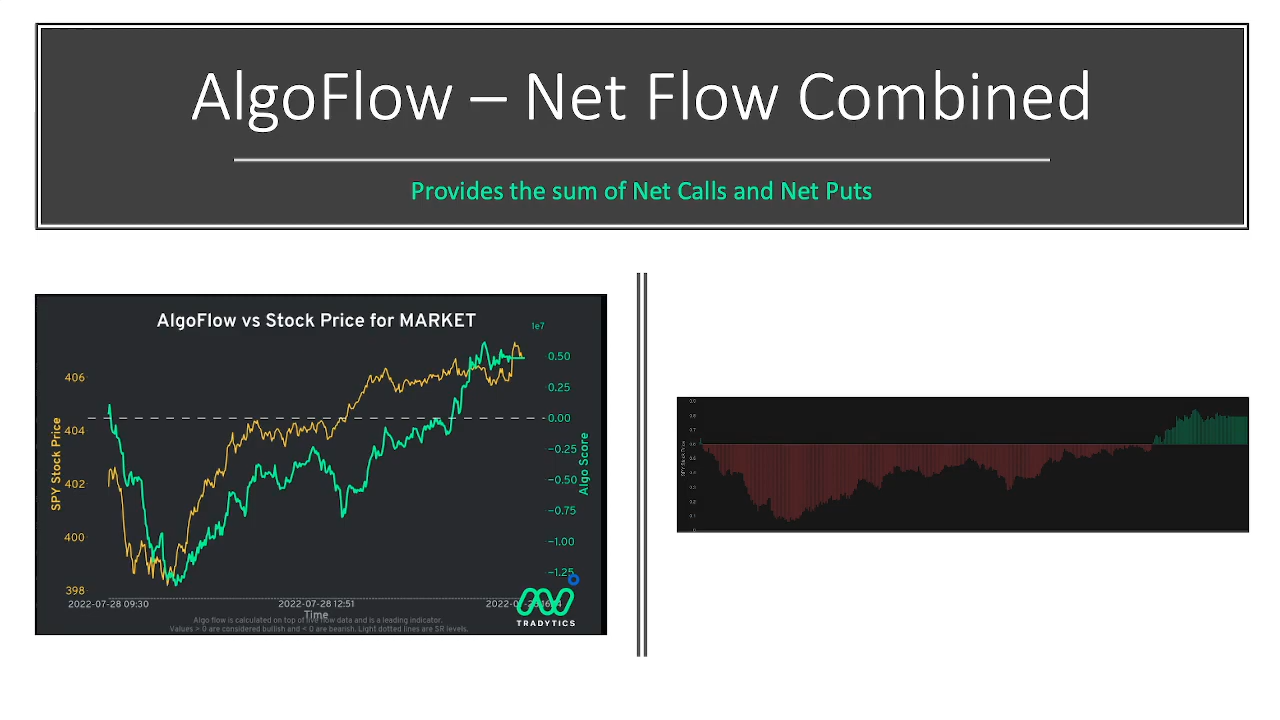 AlgoFlow – Net Flow Combined
Provides the sum of Net Calls and Net Puts
AlgoFlow vs Stock Price for MARKET
1e7
406
404
402
400
398
SPY Stock Price
0.50
0.25
0.00
−0.25
−0.50
−0.75
−1.00
−1.25
Algo Score
2022-07-28 09:30
2022-07-28 12:51
Time
Algo flow is calculated on top of live flow data and is a leading indicator.
Values > 0 are considered bullish and < 0 are bearish. Light dotted lines are SR levels.
TRADYTICS
SPY Stock Price